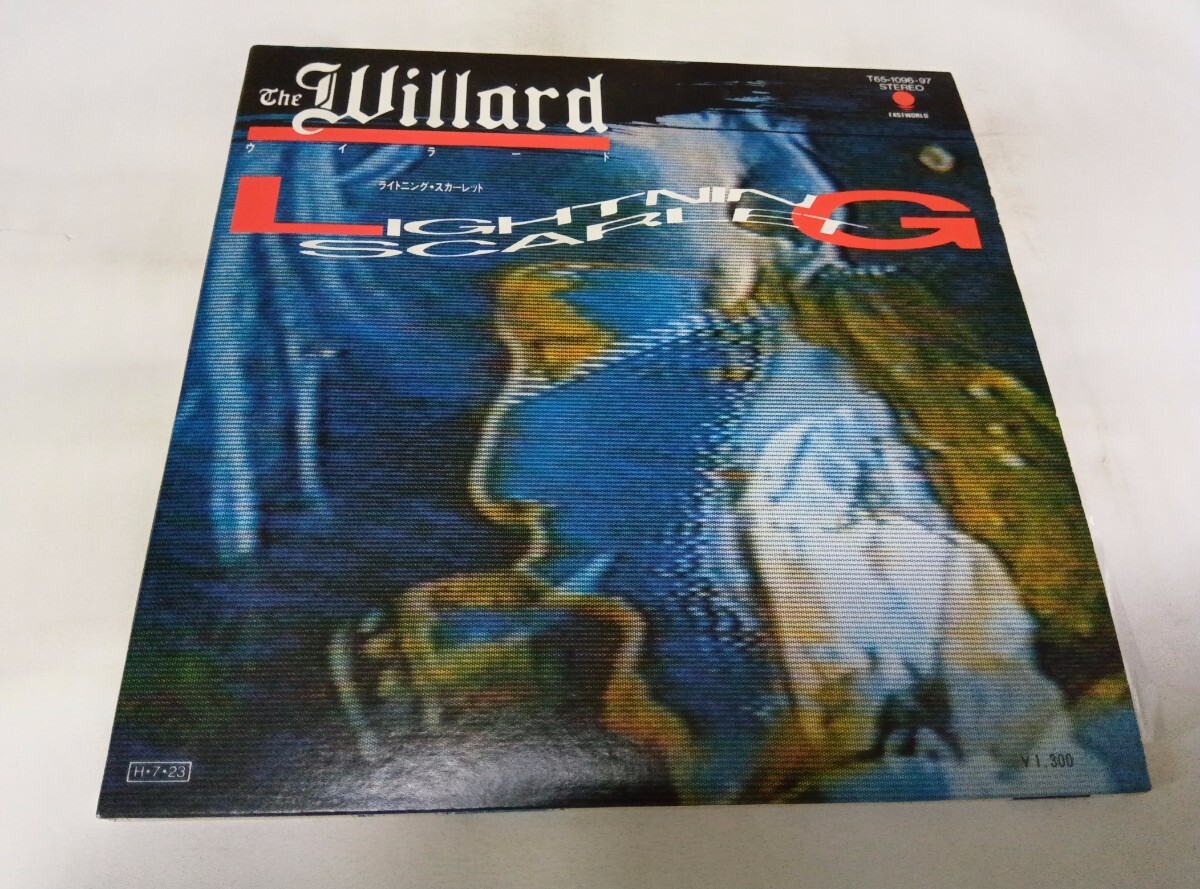 The Willard
ウイラード
T65-1096・97
STEREO
EASTWORLD
ライトニング・スカーレット
LIGHTNING
SCARLET
H・7・23
¥1,300